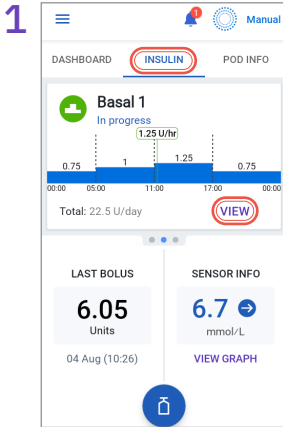 1
1
Manual
DASHBOARD INSULIN POD INFO
Basal 1
In progress
1.25 U/hr
0.75 1 1.25 0.75
00:00 05:00 11:00 17:00 00:00
Total: 22.5 U/day VIEW
LAST BOLUS SENSOR INFO
6.05 6.7
Units mmol/L
04 Aug (10:26) VIEW GRAPH